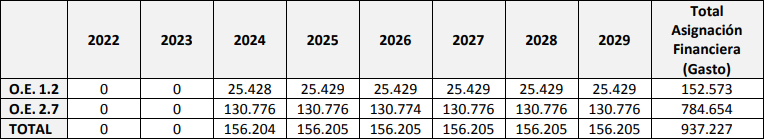 2022 2023 2024 2025 2026 2027 2028 2029 Total Asignación Financiera (Gasto)
O.E. 1.2 0 0 25.428 25.429 25.429 25.429 25.429 25.429 152.573
O.E. 2.7 0 0 130.776 130.776 130.774 130.776 130.776 130.776 784.654
TOTAL 0 0 156.204 156.205 156.205 156.205 156.205 156.205 937.227